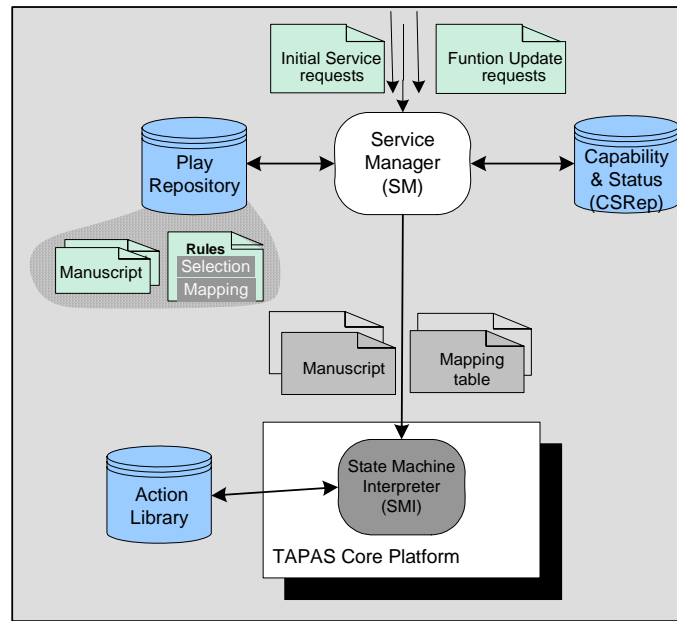 Initial Service
requests
Funtion Update
requests
Play
Repository
Service
Manager
(SM)
Capability
& Status
(CSRep)
Manuscript
Rules
Selection
Mapping
Manuscript
Mapping
table
Action
Library
State Machine
Interpreter
(SMI)
TAPAS Core Platform